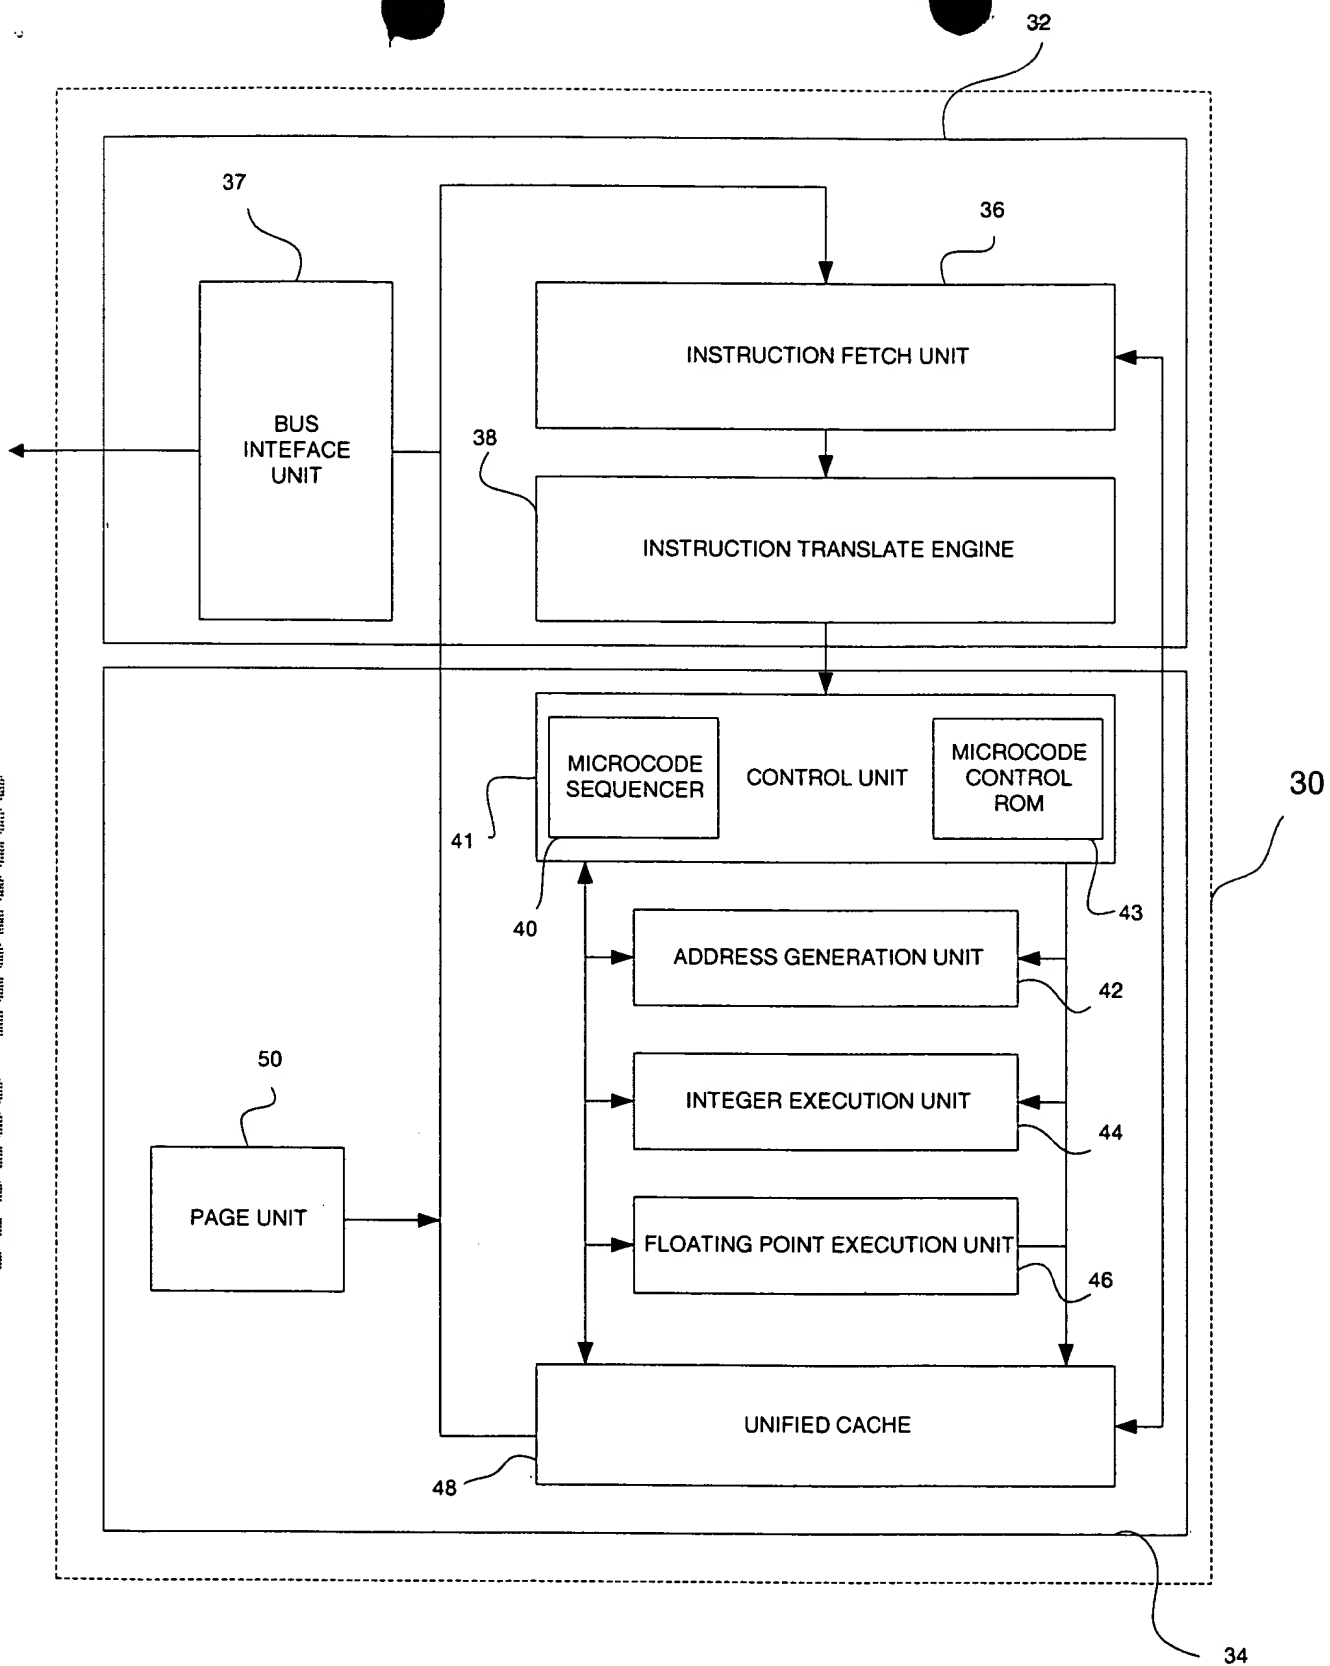 32
37
36
INSTRUCTION FETCH UNIT
BUS
INTEFACE
UNIT
38
INSTRUCTION TRANSLATE ENGINE
MICROCODE
SEQUENCER
CONTROL UNIT
MICROCODE
CONTROL
ROM
30
41
40
43
ADDRESS GENERATION UNIT
42
50
INTEGER EXECUTION UNIT
44
PAGE UNIT
FLOATING POINT EXECUTION UNIT
46
UNIFIED CACHE
48
34